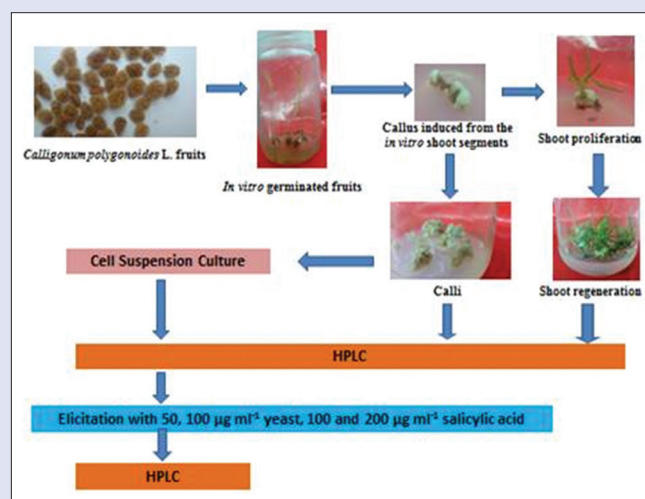 Calligonum polygonoides L. fruits
In vitro germinated fruits
Callus induced from the
in vitro shoot segments
Shoot proliferation
Cell Suspension Culture
Calli
Shoot regeneration
HPLC
Elicitation with 50, 100 µg ml-1 yeast, 100 and 200 µg ml-1 salicylic acid
HPLC